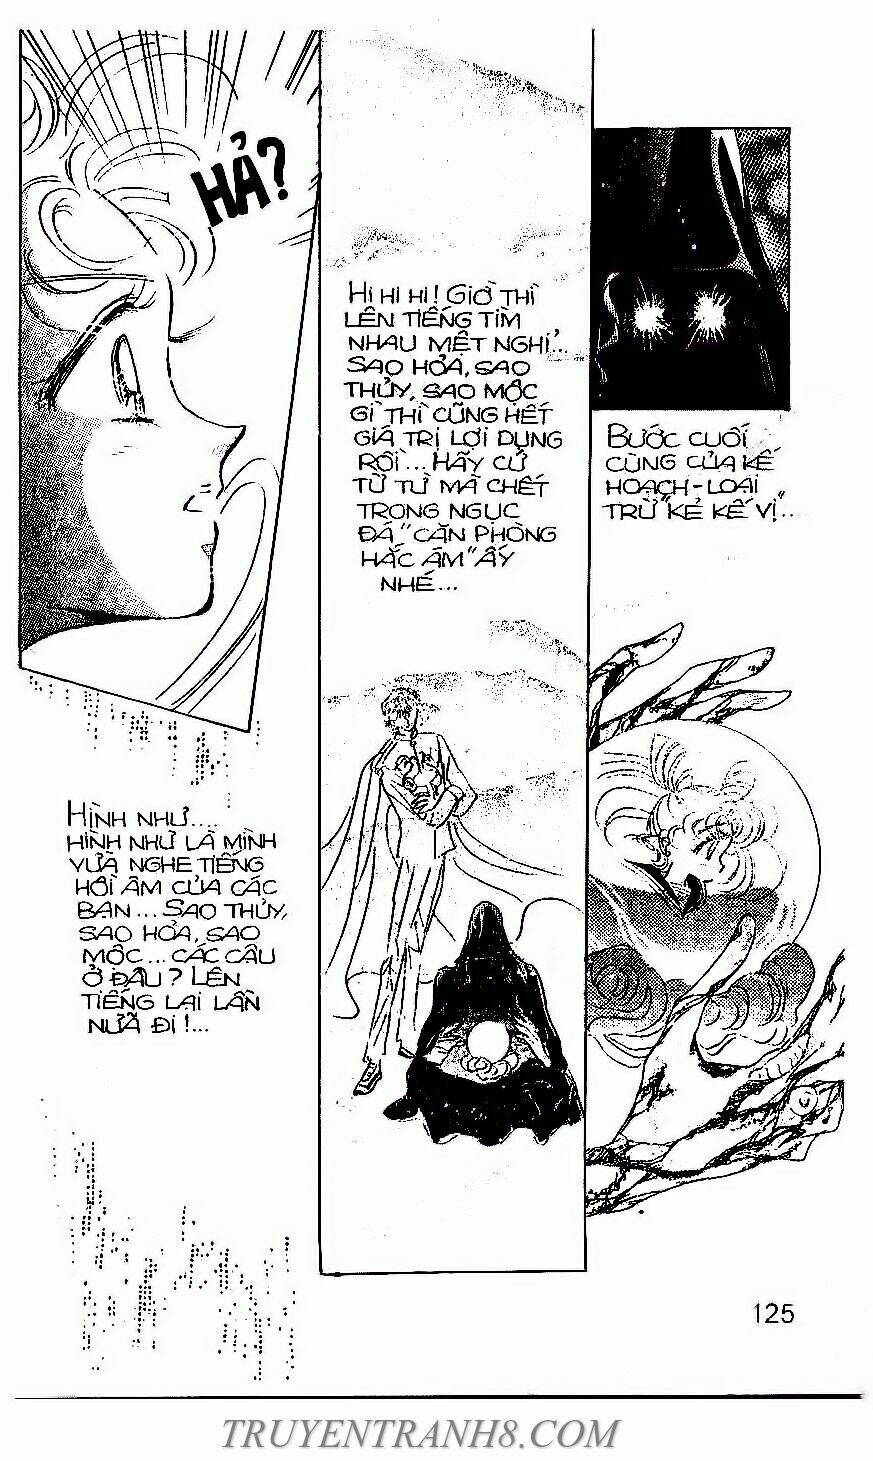 HẢ?
HÌNH NHƯ....
HÌNH NHƯ LÀ MÌNH
VỪA NGHE TIẾNG
HỒI ÂM CỦA CÁC
BẠN... SAO THỦY,
SAO HỎA, SAO
MỘC... CÁC CẬU
Ở ĐÂU? LÊN
TIẾNG LẠI LẦN
NỮA ĐI!...
HI HI HI! GIỜ THÌ
LÊN TIẾNG TÌM
NHAU MỆT NGHỈ...
SAO HỎA, SAO
THỦY, SAO MỘC
GÌ THÌ CŨNG HẾT
GIÁ TRỊ LỢI DỤNG
RỒI... HÃY CỨ
TỪ TỪ MÀ CHẾT
TRONG NGỤC
ĐÁ "CĂN PHÒNG
HẮC ÁM" ẤY
NHÉ...
BƯỚC CUỐI
CÙNG CỦA KẾ
HOẠCH - LOẠI
TRỪ "KẺ KẾ VỊ"...
125
TRUYENTRANH8.COM